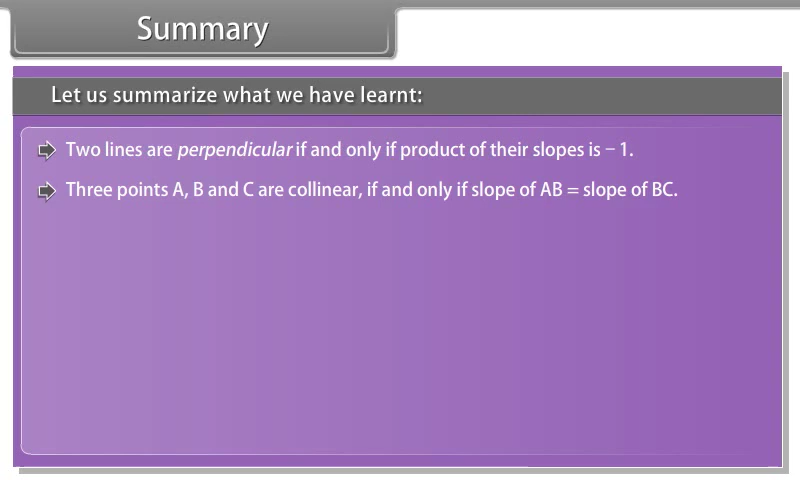 Summary
Let us summarize what we have learnt:
Two lines are perpendicular if and only if product of their slopes is − 1.
Three points A, B and C are collinear, if and only if slope of AB = slope of BC.